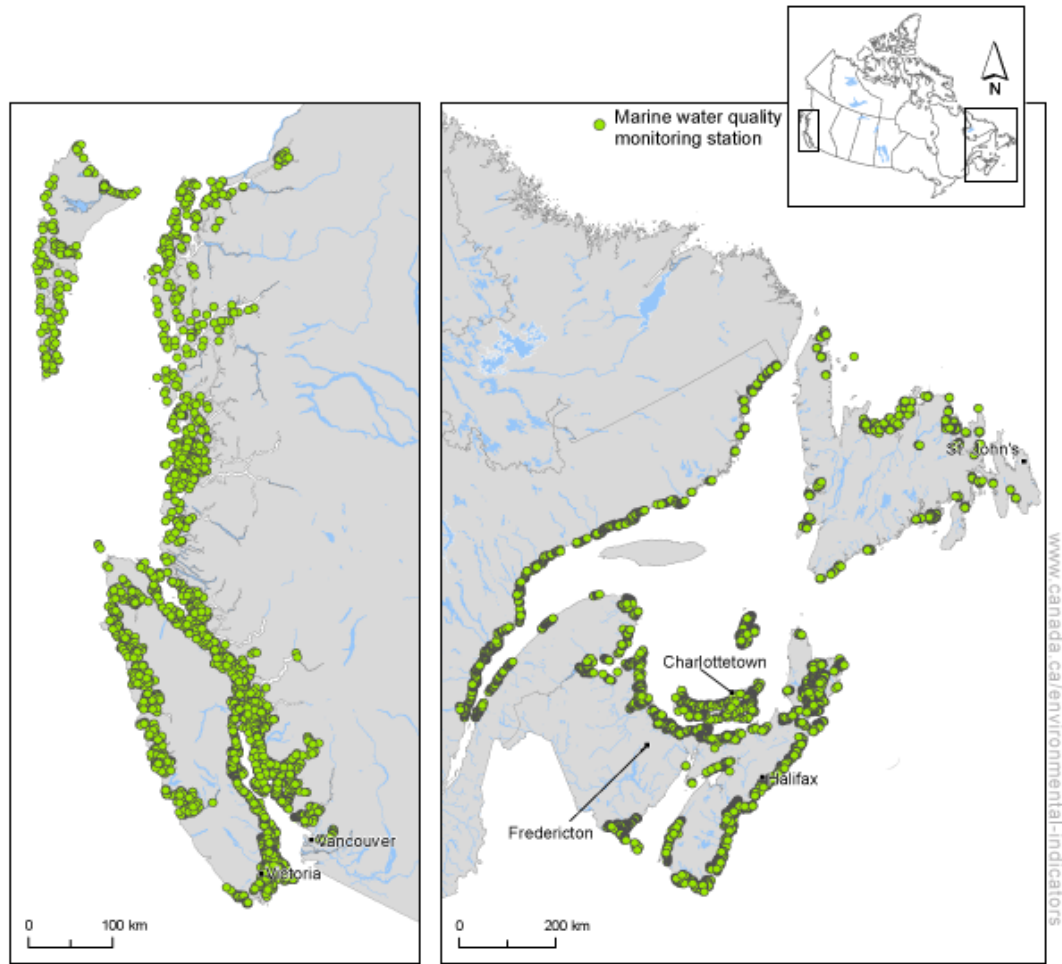 N
Marine water quality
monitoring station
St. John's
Charlottetown
Halifax
Fredericton
Vancouver
Victoria
0 100 km
0 200 km
www.canada.ca/environmental-indicators